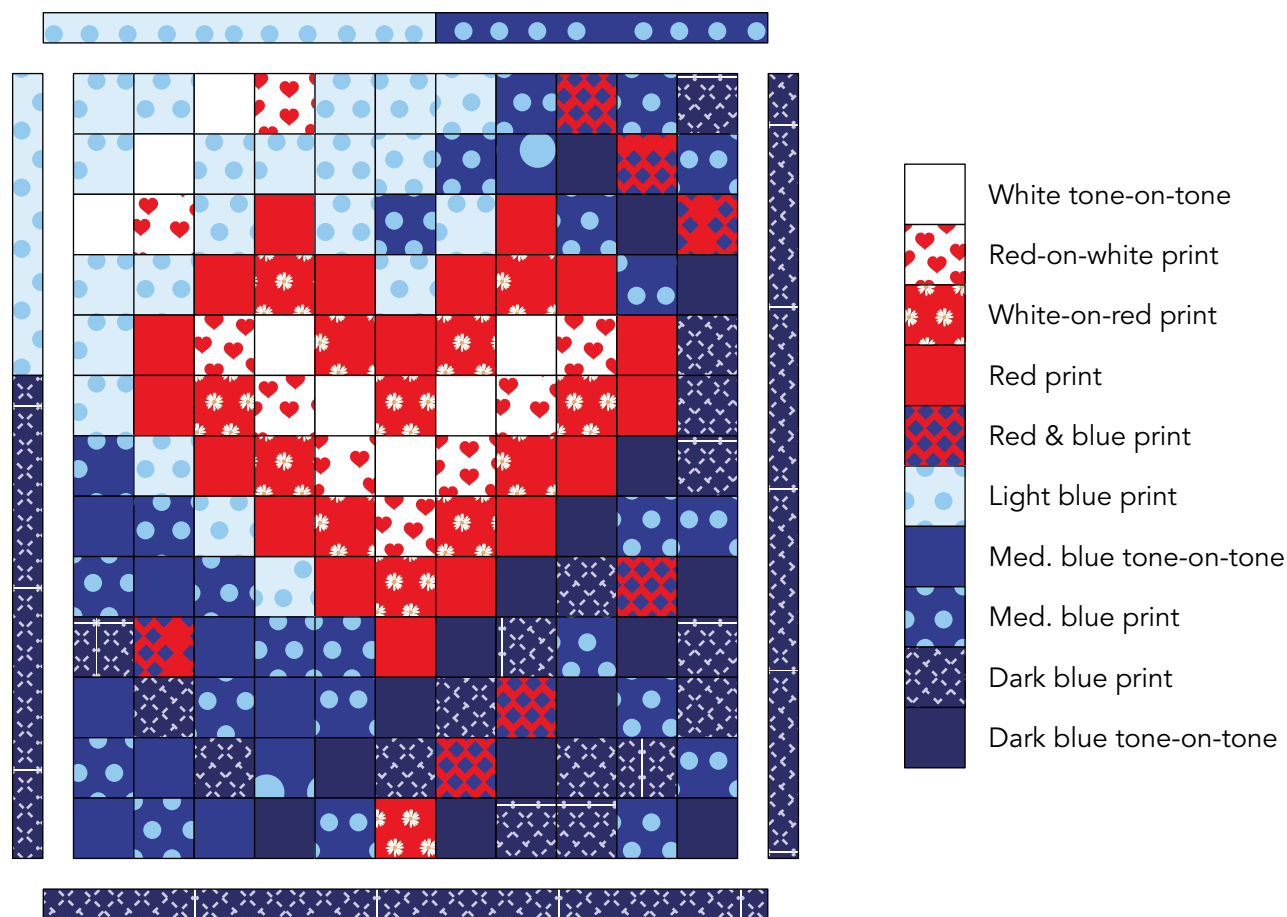 White tone-on-tone
Red-on-white print
White-on-red print
Red print
Red & blue print
Light blue print
Med. blue tone-on-tone
Med. blue print
Dark blue print
Dark blue tone-on-tone